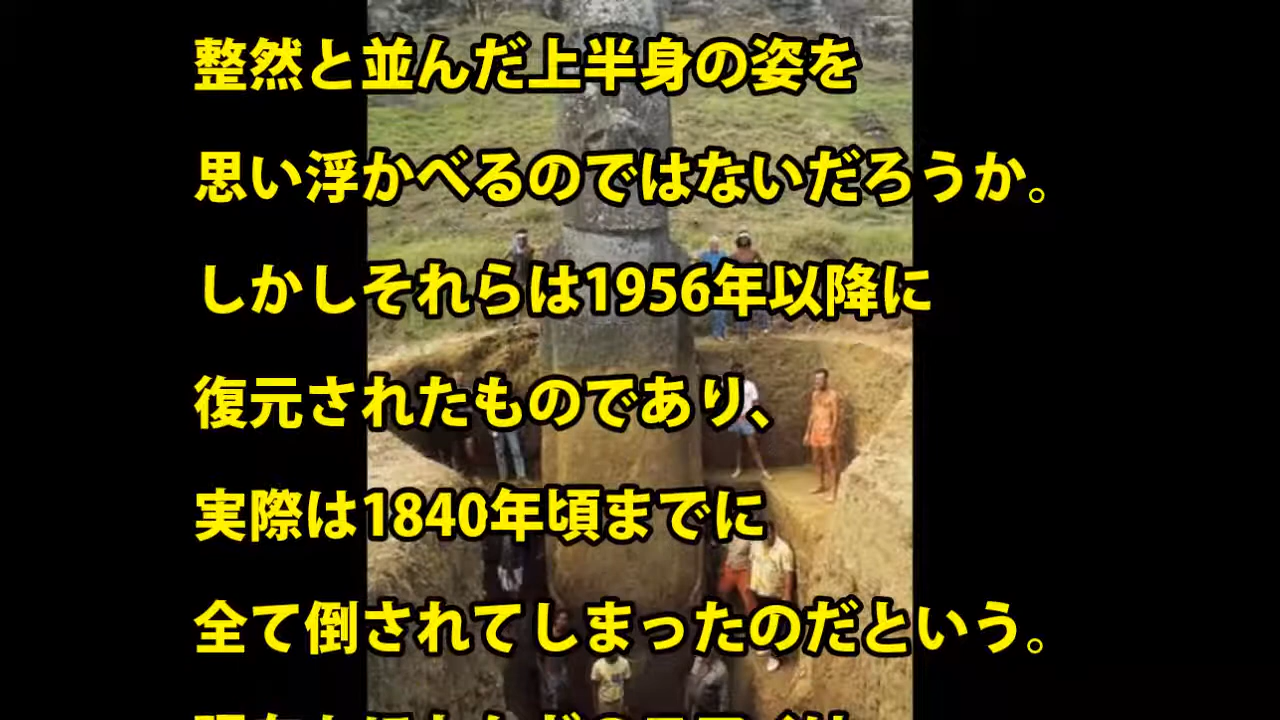 整然と並んだ上半身の姿を
思い浮かべるのではないだろうか。
しかしそれらは1956年以降に
復元されたものであり、
実際は1840年頃までに
全て倒されてしまったのだという。